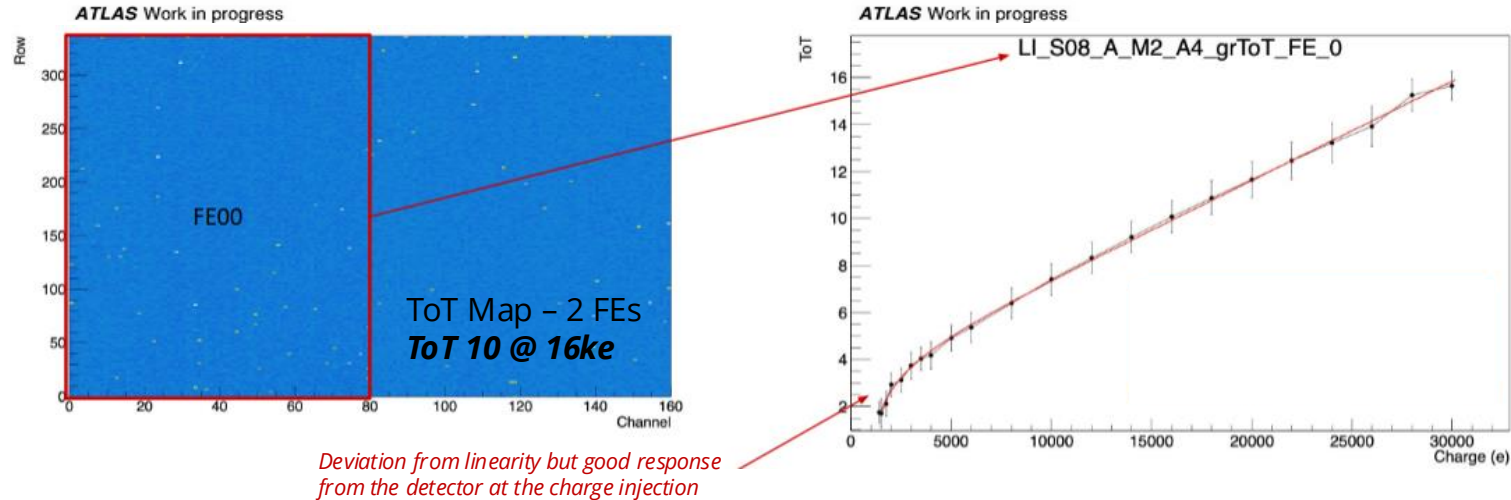 ATLAS Work in progress
Row
300
250
200
150
100
50
0
FE00
ToT Map – 2 FEs
ToT 10 @ 16ke
0 20 40 60 80 100 120 140 160
Channel
ATLAS Work in progress
ToT
LI_S08_A_M2_A4_grToT_FE_0
16
14
12
10
8
6
4
2
0 5000 10000 15000 20000 25000 30000
Charge (e)
Deviation from linearity but good response
from the detector at the charge injection